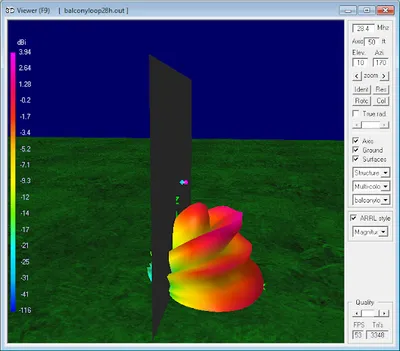 3D Viewer (F9). [ balconyloop28h.out ]
dBi
3.94
2.64
1.28
-0.2
-1.7
-3.4
-5.2
-7.1
-9.3
-12
-14
-17
-21
-25
-31
-41
-116
28.4 Mhz
Axis 50 ft
Elev. Azi
10 170
< zoom >
Ident Res
Rotc Col
True rad
Axis
Ground
Surfaces
Structure
Multi-colo
balconylo
ARRL style
Magnitur
Quality
FPS Tri's
53 3348